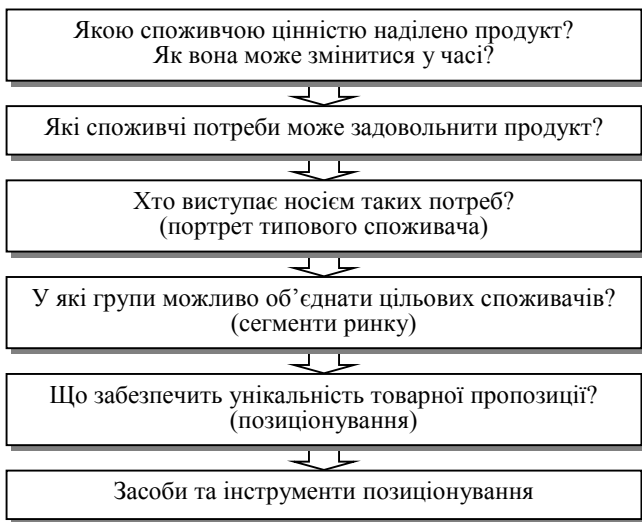 Якою споживчою цінністю наділено продукт?
Як вона може змінитися у часі?
Які споживчі потреби може задовольнити продукт?
Хто виступає носієм таких потреб?
(портрет типового споживача)
У які групи можливо об’єднати цільових споживачів?
(сегменти ринку)
Що забезпечить унікальність товарної пропозиції?
(позиціонування)
Засоби та інструменти позиціонування